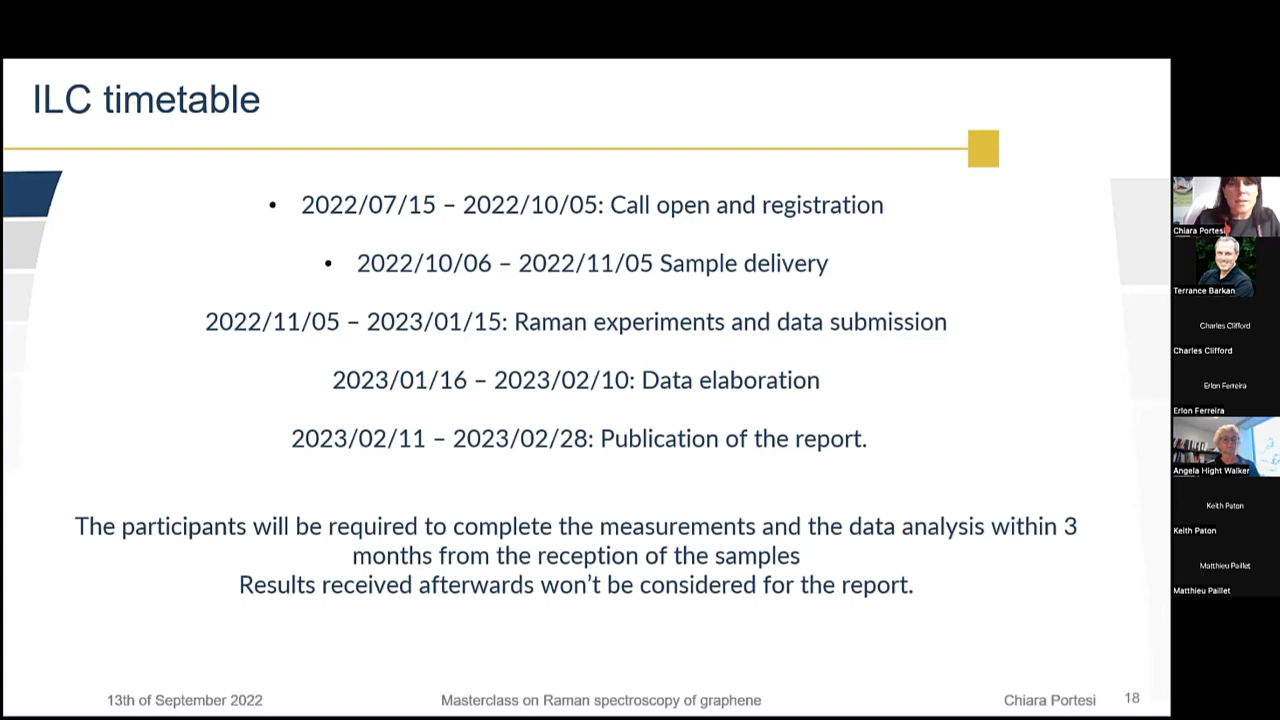 ILC timetable
• 2022/07/15 – 2022/10/05: Call open and registration
• 2022/10/06 – 2022/11/05 Sample delivery
2022/11/05 – 2023/01/15: Raman experiments and data submission
2023/01/16 – 2023/02/10: Data elaboration
2023/02/11 – 2023/02/28: Publication of the report.
The participants will be required to complete the measurements and the data analysis within 3
months from the reception of the samples
Results received afterwards won’t be considered for the report.
13th of September 2022
Masterclass on Raman spectroscopy of graphene
Chiara Portesi
18
Chiara Portesi
Terrance Barkan
Charles Clifford
Charles Clifford
Erlon Ferreira
Erlon Ferreira
Angela Hight Walker
Keith Paton
Keith Paton
Matthieu Paillet
Matthieu Paillet